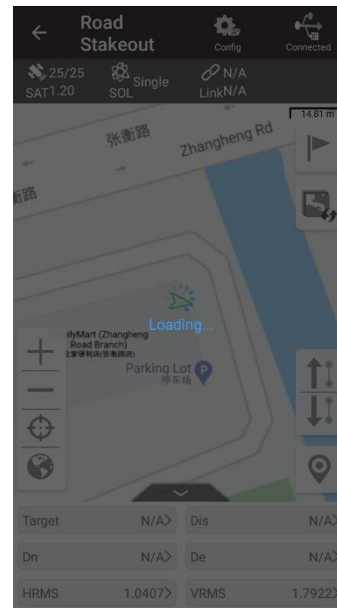 Road
Stakeout
Config
Connected
25/25
SAT1.20
Single
SOL
N/A
LinkN/A
14.81 m
张衡路
Zhangheng Rd
路
Loading...
(Zhangheng
Road Branch)
Parking Lot P
停车场
Target N/A>
Dis N/A>
Dn N/A>
De N/A>
HRMS 1.0407>
VRMS 1.7922>